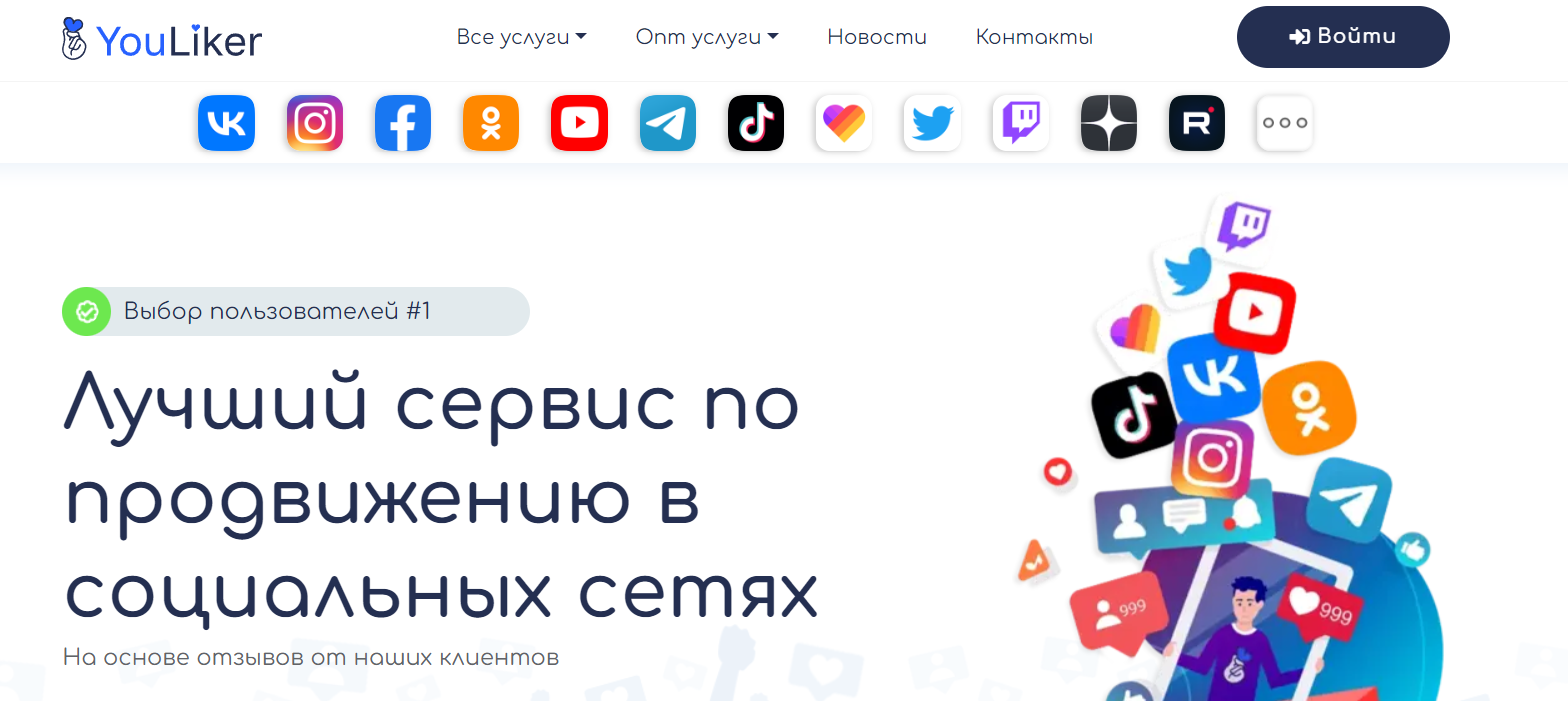 YouLiker
Все услуги
Опт услуги
Новости
Контакты
Войти
Выбор пользователей #1
Лучший сервис по
продвижению в
социальных сетях
На основе отзывов от наших клиентов
999
999